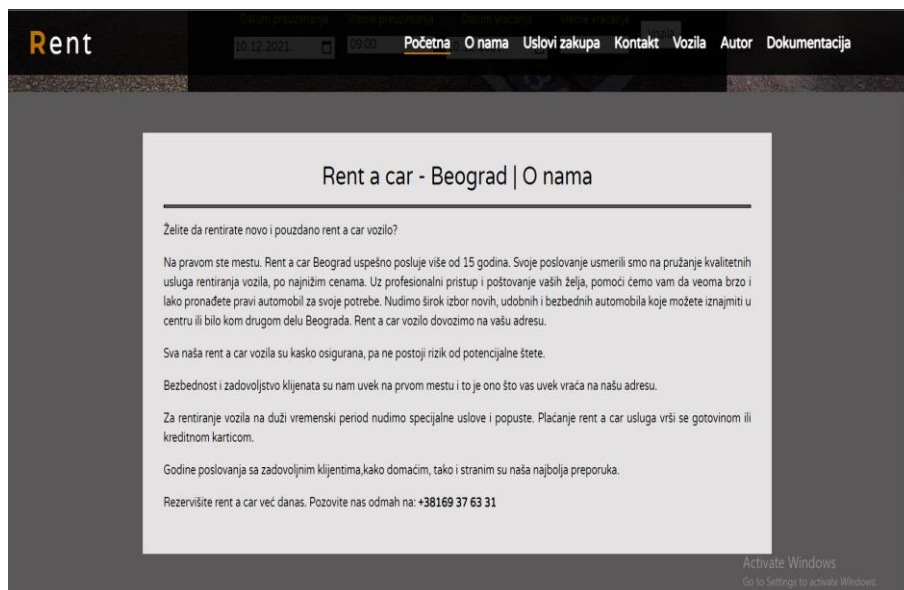 Datum preuzimanja Vreme preuzimanja Datum vraćanja Vreme vraćanja
Rent
10.12.2021. 09:00
Početna O nama Uslovi zakupa Kontakt Vozila Autor Dokumentacija
Rent a car - Beograd | O nama
Želite da rentirate novo i pouzdano rent a car vozilo?
Na pravom ste mestu. Rent a car Beograd uspešno posluje više od 15 godina. Svoje poslovanje usmerili smo na pružanje kvalitetnih
usluga rentiranja vozila, po najnižim cenama. Uz profesionalni pristup i poštovanje vaših želja, pomoći ćemo vam da veoma brzo i
lako pronađete pravi automobil za svoje potrebe. Nudimo širok izbor novih, udobnih i bezbednih automobila koje možete iznajmiti u
centru ili bilo kom drugom delu Beograda. Rent a car vozilo dovozimo na vašu adresu.
Sva naša rent a car vozila su kasko osigurana, pa ne postoji rizik od potencijalne štete.
Bezbednost i zadovoljstvo klijenata su nam uvek na prvom mestu i to je ono što vas uvek vraća na našu adresu.
Za rentiranje vozila na duži vremenski period nudimo specijalne uslove i popuste. Plaćanje rent a car usluga vrši se gotovinom ili
kreditnom karticom.
Godine poslovanja sa zadovoljnim klijentima,kako domaćim, tako i stranim su naša najbolja preporuka.
Rezervišite rent a car već danas. Pozovite nas odmah na: +38169 37 63 31
Activate Windows
Go to Settings to activate Windows.